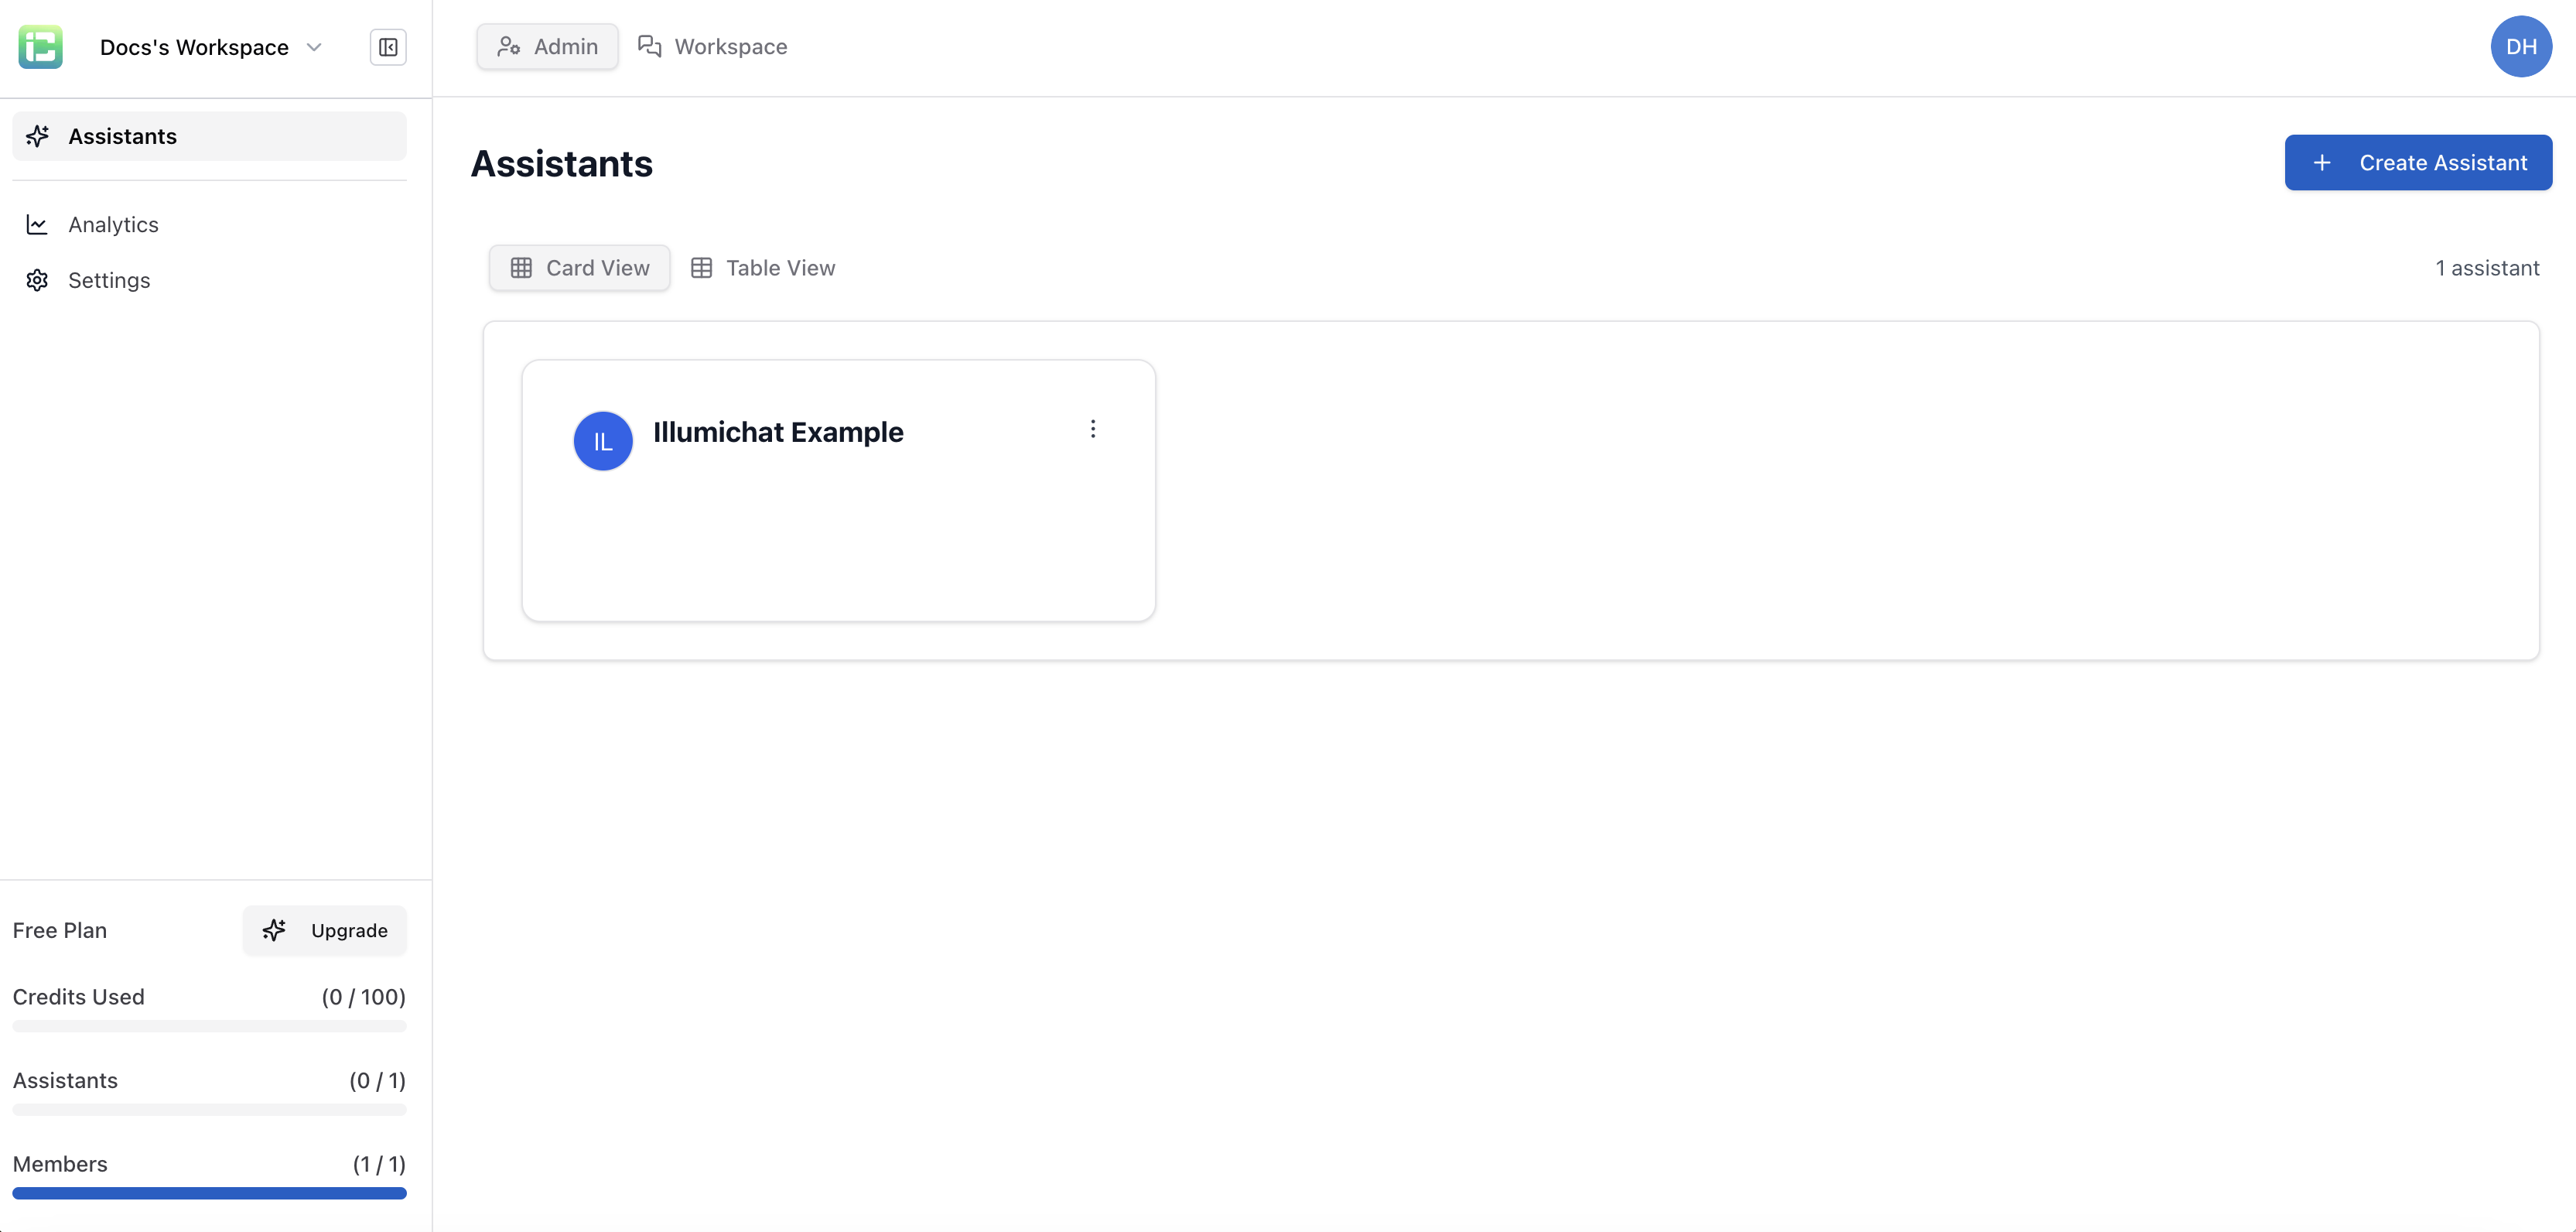 Docs's Workspace
Admin
Workspace
DH
Assistants
Analytics
Settings
Assistants
Create Assistant
Card View
Table View
1 assistant
IL
Illumichat Example
Free Plan
Upgrade
Credits Used (0 / 100)
Assistants (0 / 1)
Members (1 / 1)